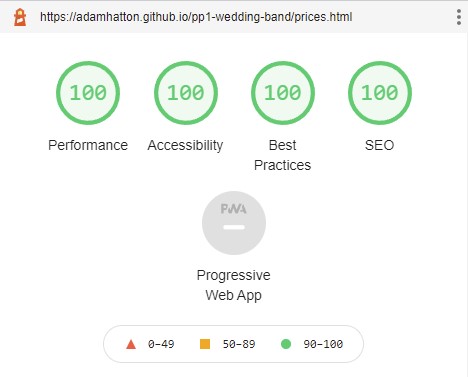 https://adamhatton.github.io/pp1-wedding-band/prices.html
100 100 100 100
Performance Accessibility Best Practices SEO
PWA
Progressive
Web App
0–49 50–89 90–100